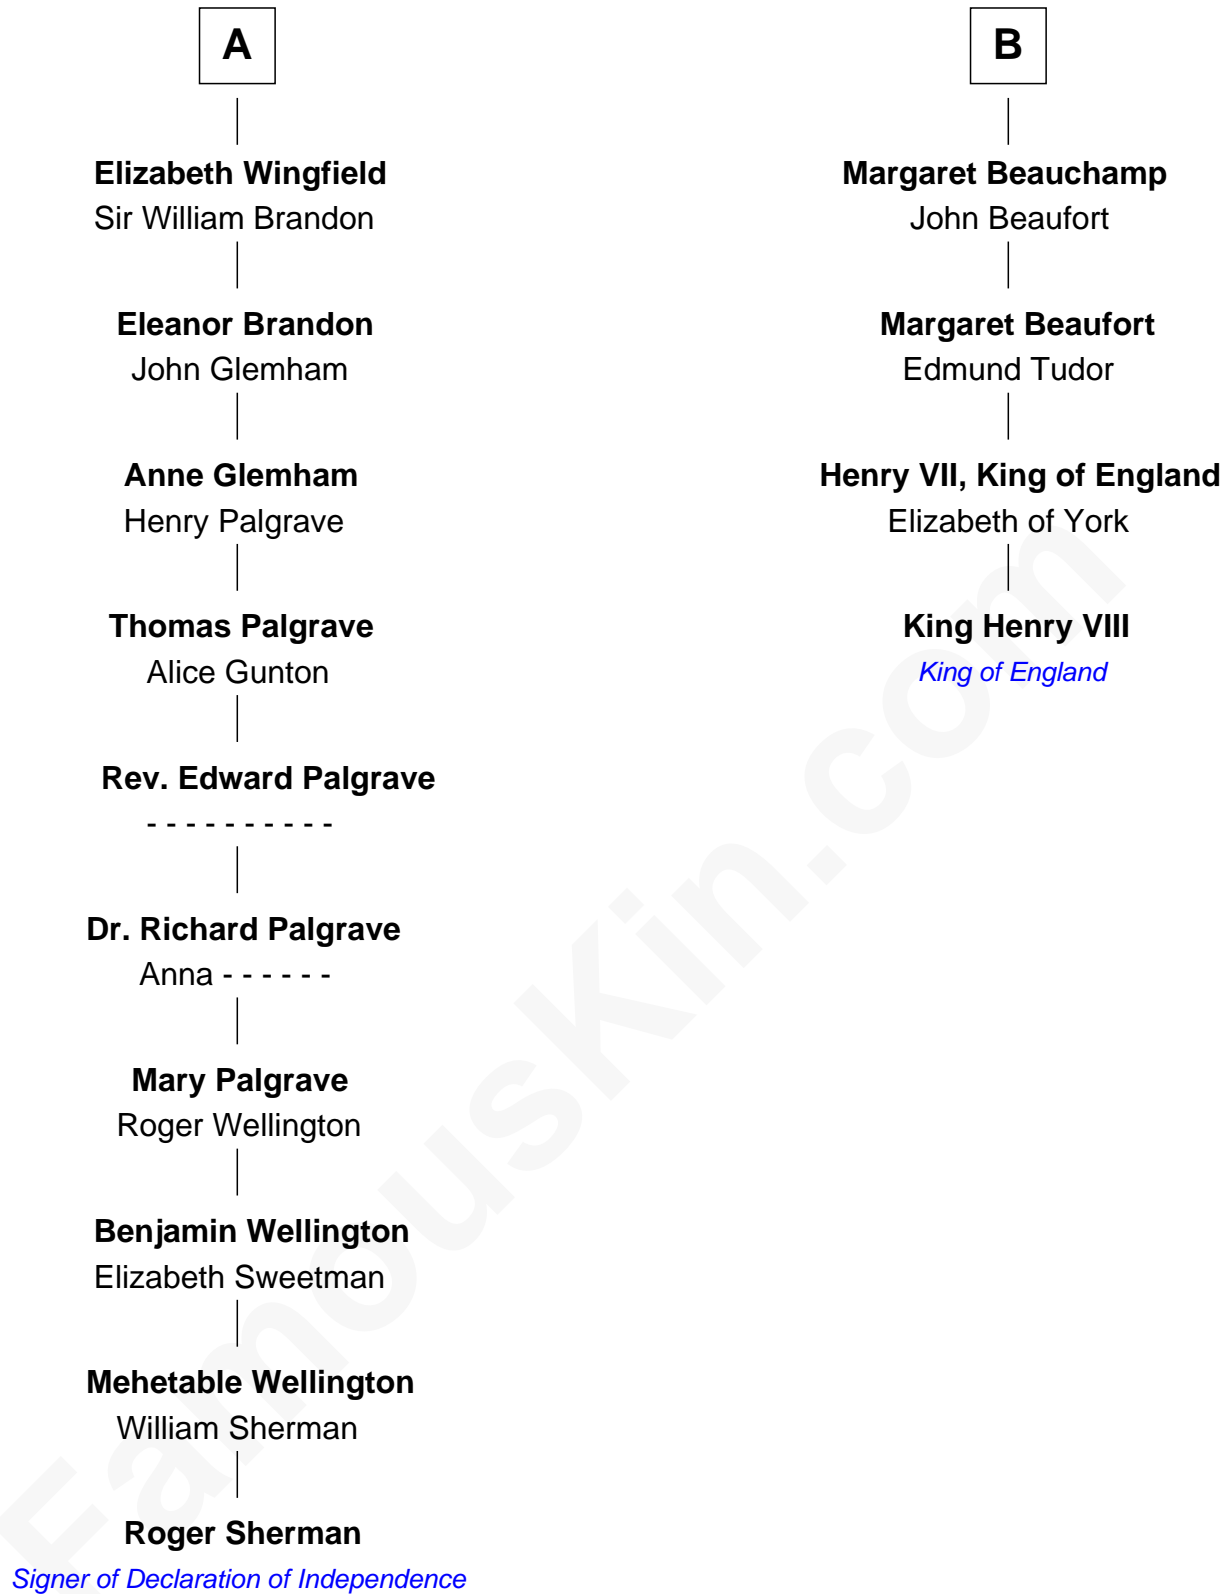 A
Elizabeth Wingfield
Sir William Brandon
Eleanor Brandon
John Glemham
Anne Glemham
Henry Palgrave
Thomas Palgrave
Alice Gunton
Rev. Edward Palgrave
- - - - - - - - - -
Dr. Richard Palgrave
Anna - - - - - -
Mary Palgrave
Roger Wellington
Benjamin Wellington
Elizabeth Sweetman
Mehetable Wellington
William Sherman
Roger Sherman
Signer of Declaration of Independence
B
Margaret Beauchamp
John Beaufort
Margaret Beaufort
Edmund Tudor
Henry VII, King of England
Elizabeth of York
King Henry VIII
King of England
FamousKin.com